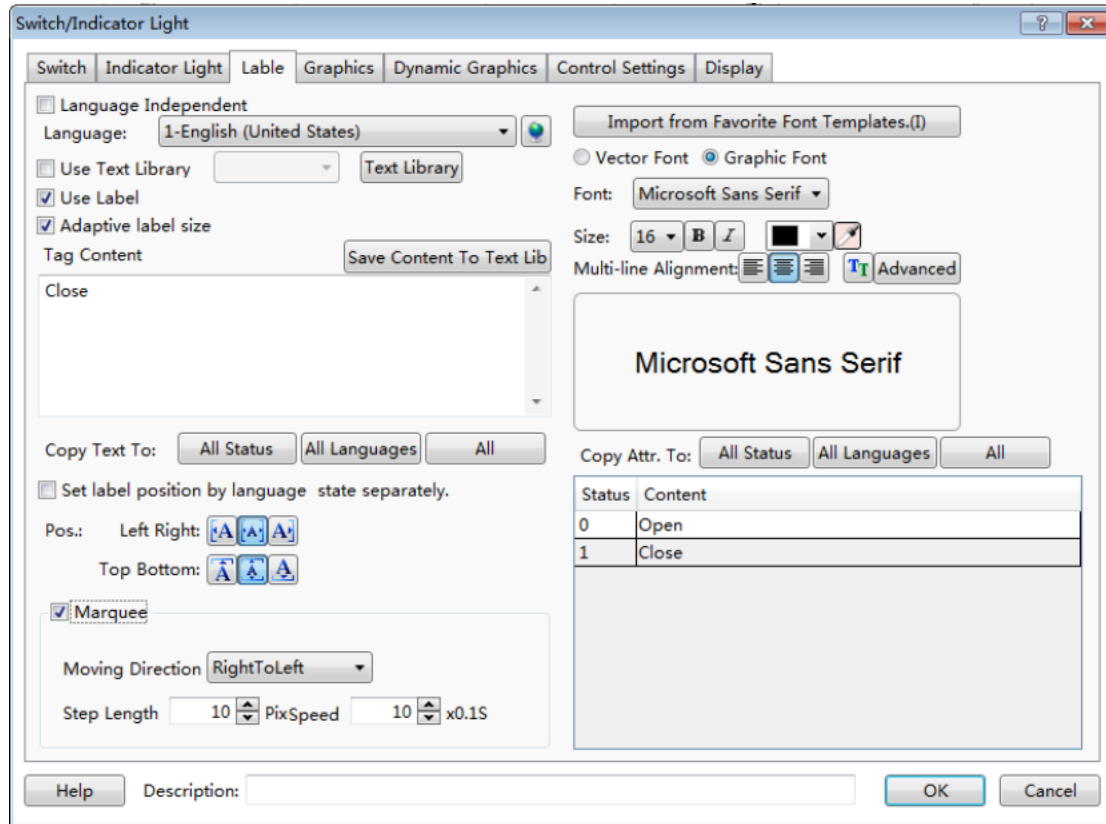 Switch/Indicator Light
Switch Indicator Light Lable Graphics Dynamic Graphics Control Settings Display
Language Independent
Language: 1-English (United States)
Use Text Library Text Library
Use Label
Adaptive label size
Tag Content Save Content To Text Lib
Close
Copy Text To: All Status All Languages All
Set label position by language state separately.
Pos.: Left Right: A A A
Top Bottom: A A A
Marquee
Moving Direction RightToLeft
Step Length 10 Pix Speed 10 x0.1S
Import from Favorite Font Templates.(I)
Vector Font Graphic Font
Font: Microsoft Sans Serif
Size: 16 B I
Multi-line Alignment: TT Advanced
Microsoft Sans Serif
Copy Attr. To: All Status All Languages All
Status Content
0 Open
1 Close
Help Description: OK Cancel